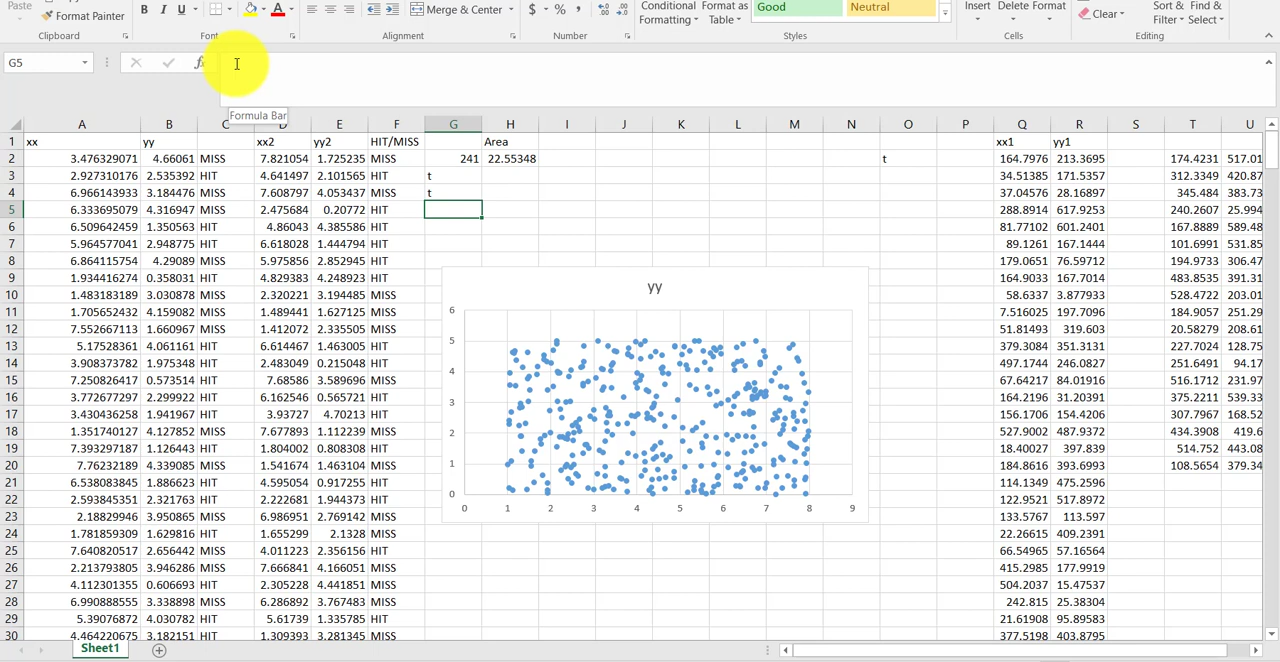 Paste
Format Painter
B I U A
Merge & Center
$ % ,
Conditional Formatting
Format as Table
Good
Neutral
Insert Delete Format
Clear
Sort & Filter
Find & Select
Clipboard Font Alignment Number Styles Cells Editing
G5 fx
Formula Bar
A B C D E F G H I J K L M N O P Q R S T U
1 xx yy xx2 yy2 HIT/MISS Area xx1 yy1
2 3.476329071 4.66061 MISS 7.821054 1.725235 MISS 241 22.55348 t 164.7976 213.3695 174.4231 517.01
3 2.927310176 2.535392 HIT 4.641497 2.101565 HIT t 34.51385 171.5357 312.3349 420.87
4 6.966143933 3.184476 MISS 7.608797 4.053437 MISS t 37.04576 28.16897 345.484 383.73
5 6.333695079 4.316947 MISS 2.475684 0.20772 HIT 288.8914 617.9253 240.2607 25.994
6 6.509642459 1.350563 HIT 4.86043 4.385586 HIT 81.77102 601.2401 167.8889 589.48
7 5.964577041 2.948775 HIT 6.618028 1.444794 HIT 89.1261 167.1444 101.6991 531.85
8 6.864115754 4.29089 MISS 5.975856 2.852945 HIT 179.0651 76.59712 194.9733 306.47
9 1.934416274 0.358031 HIT 4.829383 4.248923 HIT 164.9033 167.7014 483.8535 391.31
10 1.483183189 3.030878 MISS 2.320221 3.194485 MISS 58.6337 3.877933 528.4722 203.01
11 1.705652432 4.159082 MISS 1.489441 1.627125 MISS 7.516025 197.7096 184.9057 251.29
12 7.552667113 1.660967 MISS 1.412072 2.335505 MISS 51.81493 319.603 20.58279 208.61
13 5.17528361 4.061161 HIT 6.614467 1.463005 HIT 379.3084 351.3131 227.7024 128.75
14 3.908373782 1.975348 HIT 2.483049 0.215048 HIT 497.1744 246.0827 251.6491 94.17
15 7.250826417 0.573514 HIT 7.68586 3.589696 MISS 67.64217 84.01916 516.1712 231.97
16 3.772677297 2.299922 HIT 6.162546 0.565721 HIT 164.2196 31.20391 375.2211 539.33
17 3.430436258 1.941967 HIT 3.93727 4.70213 MISS 156.1706 154.4206 307.7967 168.52
18 4.127852 MISS 7.677893 1.112239 MISS 527.9002 487.9372 434.3908 419.6
19 1.126443 HIT 1.804002 0.808308 HIT 18.40027 397.839 514.752 443.08
20 7.6232189 4.339085 MISS 1.541674 1.463104 MISS 184.8616 393.6993 108.5654 379.34
21 6.583083845 1.886623 HIT 4.595054 0.917255 HIT 114.1349 475.2596
22 2.593845351 2.321763 HIT 2.222681 1.944373 HIT 122.9521 517.8972
23 2.18829946 3.950865 MISS 6.986951 2.769142 MISS 133.5767 113.597
24 1.781859309 1.629816 HIT 1.655299 2.1328 MISS 22.26615 409.2391
25 7.640820517 2.656442 MISS 4.011223 2.356156 HIT 66.54965 57.16564
26 2.213793805 3.946286 MISS 7.666841 4.166051 MISS 415.2985 177.9919
27 4.112301355 0.606693 HIT 2.305228 4.441851 MISS 504.2037 15.47537
28 6.990888555 3.338898 MISS 6.286892 3.767483 MISS 242.815 25.38304
29 5.39076872 4.030782 HIT 5.61739 1.335785 HIT 21.61908 95.89583
30 4.464220675 3.182151 HIT 1.309393 3.281345 MISS 377.5198 403.8795
yy
6
5
4
3
2
1
0
0 1 2 3 4 5 6 7 8 9
Sheet1